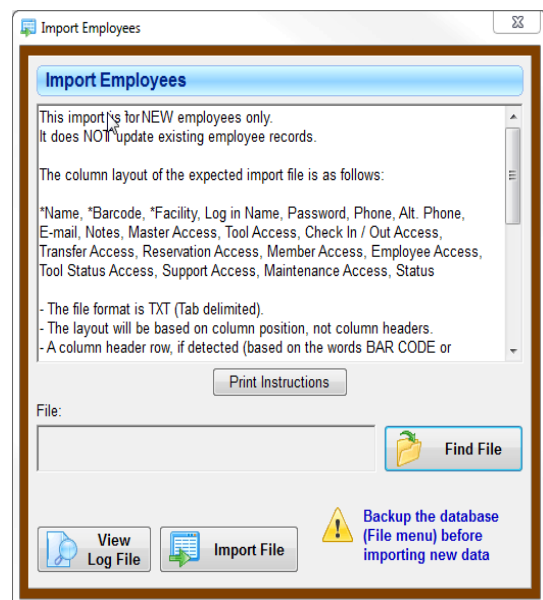 Import Employees
Import Employees
This import is for NEW employees only.
It does NOT update existing employee records.
The column layout of the expected import file is as follows:
*Name, *Barcode, *Facility, Log in Name, Password, Phone, Alt. Phone,
E-mail, Notes, Master Access, Tool Access, Check In / Out Access,
Transfer Access, Reservation Access, Member Access, Employee Access,
Tool Status Access, Support Access, Maintenance Access, Status
- The file format is TXT (Tab delimited).
- The layout will be based on column position, not column headers.
- A column header row, if detected (based on the words BAR CODE or
Print Instructions
File:
Find File
View
Log File
Import File
Backup the database
(File menu) before
importing new data